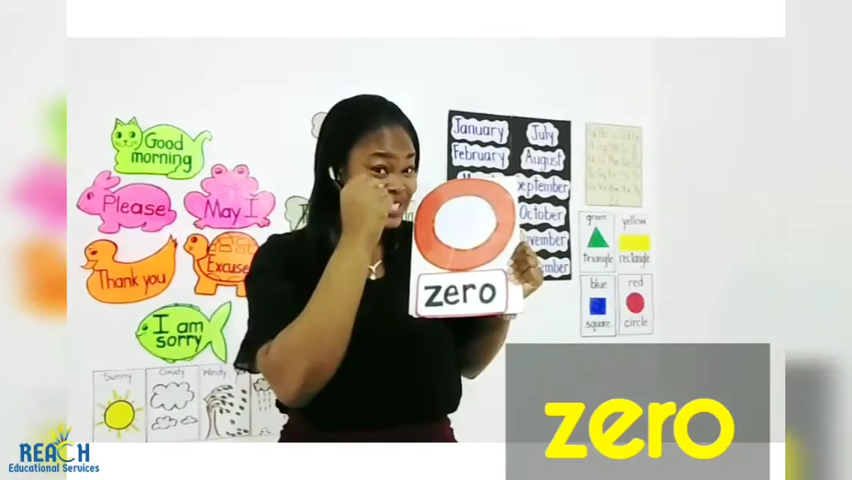 Good
morning
Please
May I
Thank you
Excuse
I am
sorry
Sunny
Cloudy
Windy
zero
January
February
July
August
September
October
green
triangle
yellow
rectangle
blue
square
red
circle
zero
REACH
Educational Services